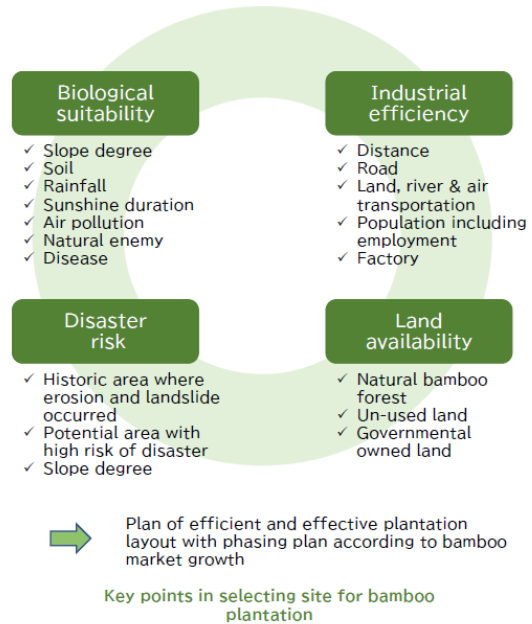 Biological
suitability
✓ Slope degree
✓ Soil
✓ Rainfall
✓ Sunshine duration
✓ Air pollution
✓ Natural enemy
✓ Disease
Industrial
efficiency
✓ Distance
✓ Road
✓ Land, river & air
transportation
✓ Population including
employment
✓ Factory
Disaster
risk
✓ Historic area where
erosion and landslide
occurred
✓ Potential area with
high risk of disaster
✓ Slope degree
Land
availability
✓ Natural bamboo
forest
✓ Un-used land
✓ Governmental
owned land
Plan of efficient and effective plantation
layout with phasing plan according to bamboo
market growth
Key points in selecting site for bamboo
plantation